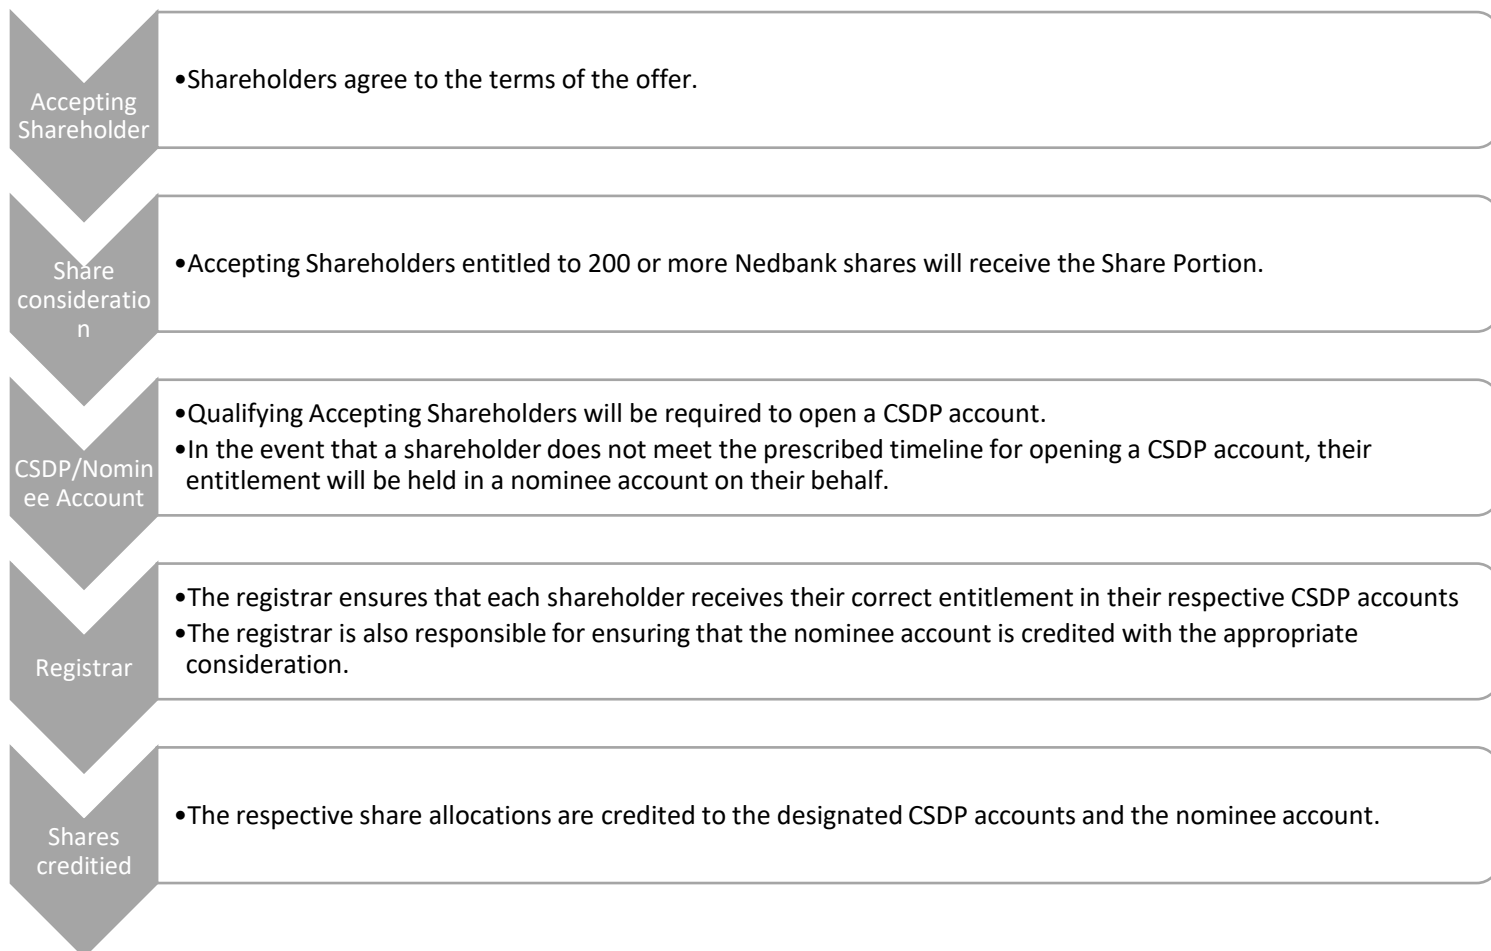 Accepting
Shareholder
•Shareholders agree to the terms of the offer.
Share
consideratio
n
•Accepting Shareholders entitled to 200 or more Nedbank shares will receive the Share Portion.
CSDP/Nomin
ee Account
•Qualifying Accepting Shareholders will be required to open a CSDP account.
•In the event that a shareholder does not meet the prescribed timeline for opening a CSDP account, their
entitlement will be held in a nominee account on their behalf.
Registrar
•The registrar ensures that each shareholder receives their correct entitlement in their respective CSDP accounts
•The registrar is also responsible for ensuring that the nominee account is credited with the appropriate
consideration.
Shares
creditied
•The respective share allocations are credited to the designated CSDP accounts and the nominee account.